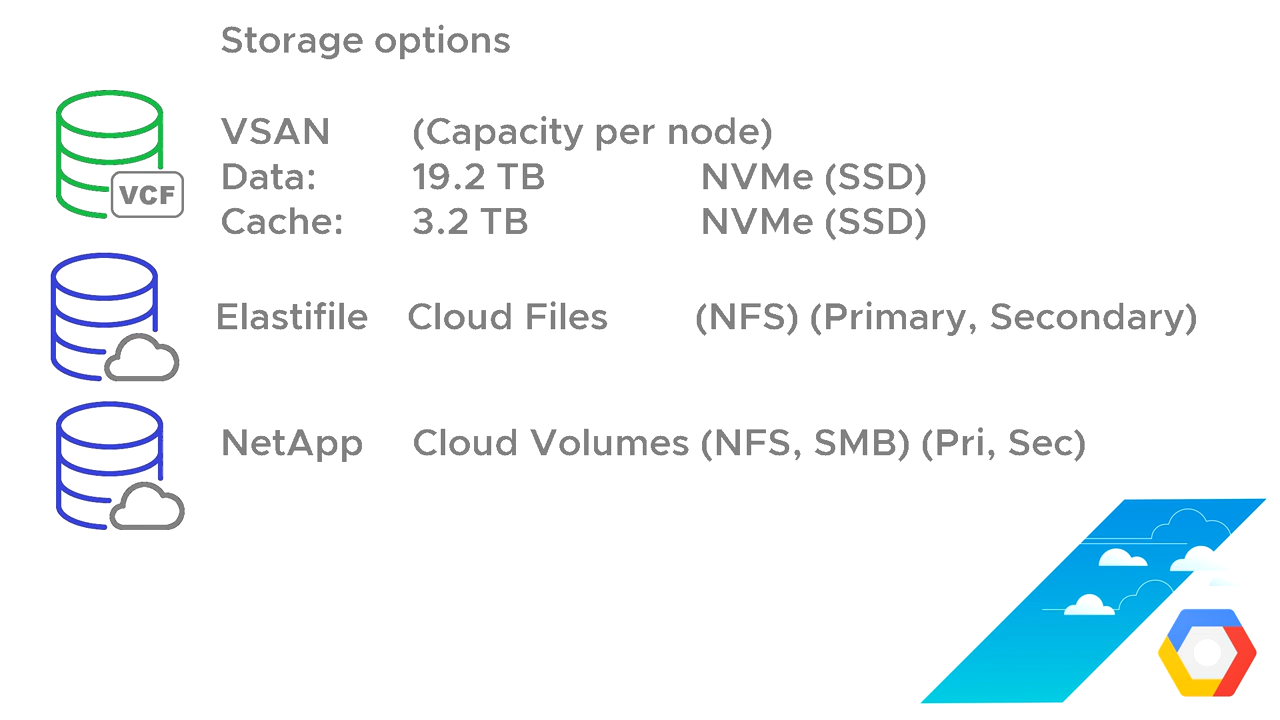 Storage options
VSAN (Capacity per node)
Data: 19.2 TB NVMe (SSD)
VCF
Cache: 3.2 TB NVMe (SSD)
Elastifile Cloud Files (NFS) (Primary, Secondary)
NetApp Cloud Volumes (NFS, SMB) (Pri, Sec)